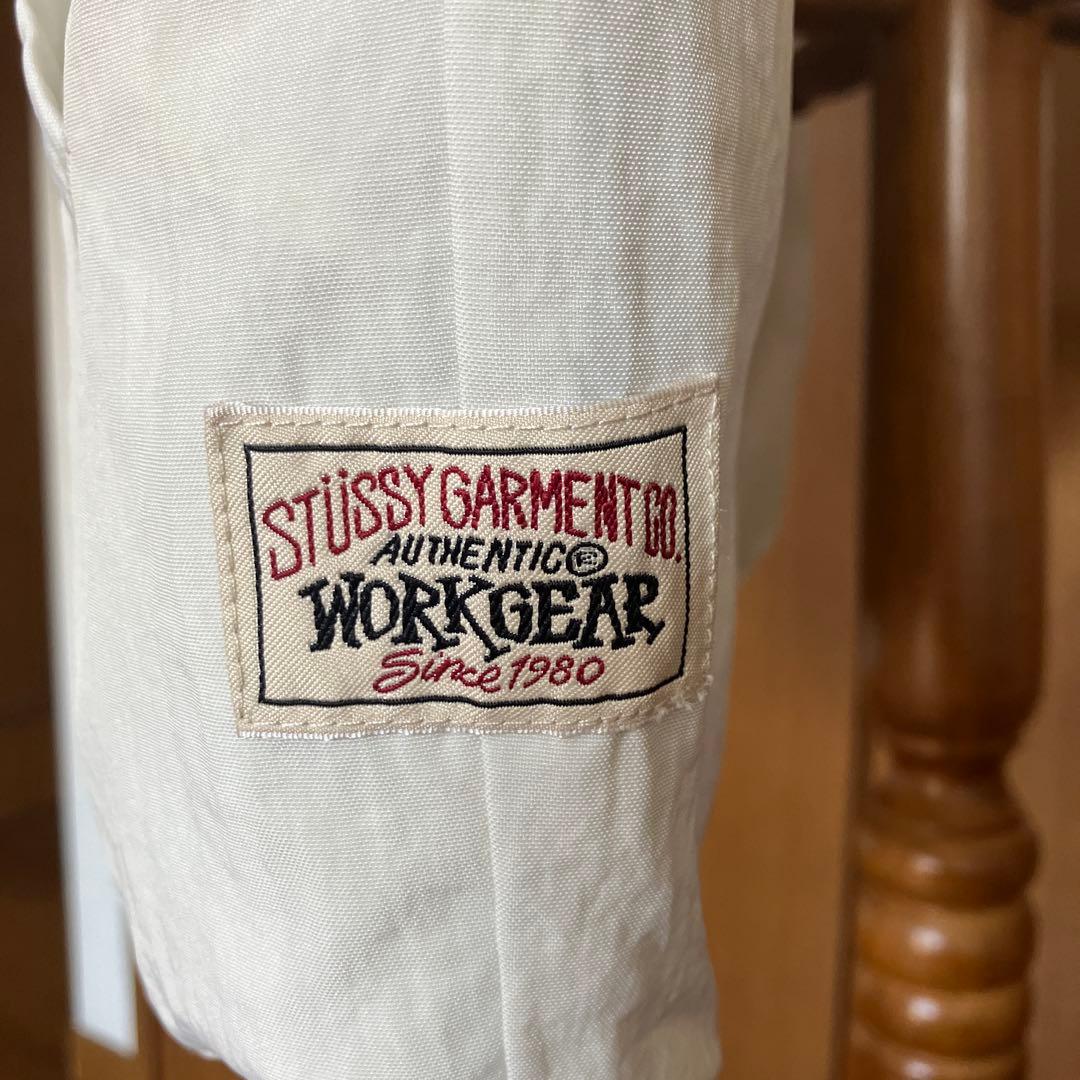 STÜSSY GARMENT CO.
AUTHENTIC®
WORKGEAR
Since 1980